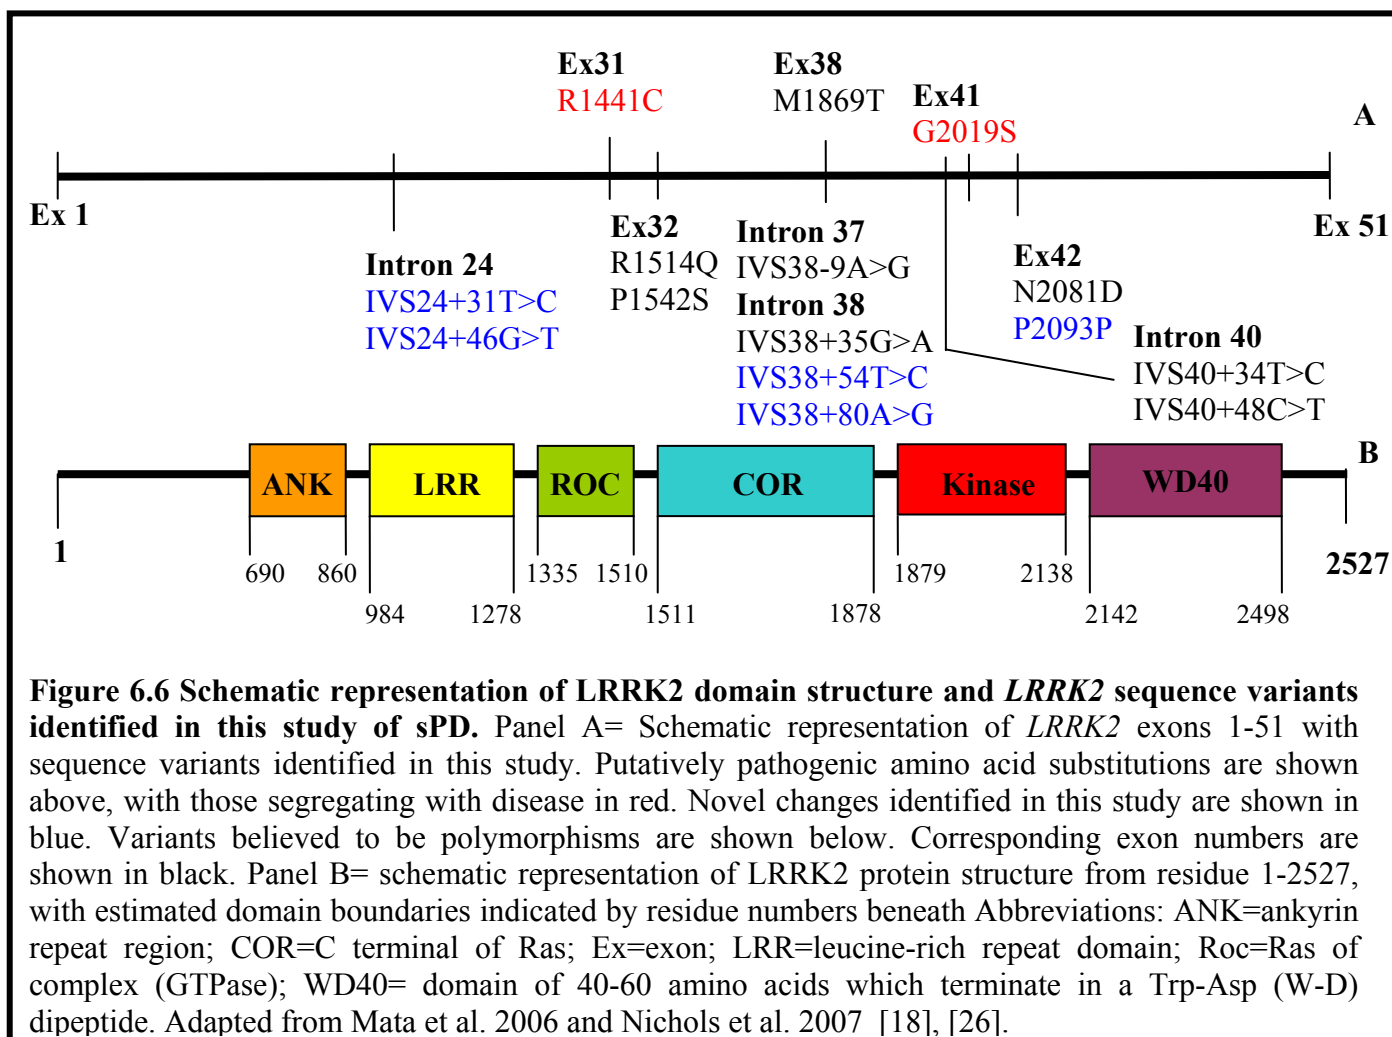 Ex31
R1441C
Ex38
M1869T
Ex41
G2019S
A
Ex 1
Ex 51
Intron 24
IVS24+31T>C
IVS24+46G>T
Ex32
R1514Q
P1542S
Intron 37
IVS38-9A>G
Intron 38
IVS38+35G>A
IVS38+54T>C
IVS38+80A>G
Ex42
N2081D
P2093P
Intron 40
IVS40+34T>C
IVS40+48C>T
B
ANK
LRR
ROC
COR
Kinase
WD40
1
690 860
984 1278
1335 1510
1511 1878
1879 2138
2142 2498
2527
Figure 6.6 Schematic representation of LRRK2 domain structure and LRRK2 sequence variants
identified in this study of sPD. Panel A= Schematic representation of LRRK2 exons 1-51 with
sequence variants identified in this study. Putatively pathogenic amino acid substitutions are shown
above, with those segregating with disease in red. Novel changes identified in this study are shown in
blue. Variants believed to be polymorphisms are shown below. Corresponding exon numbers are
shown in black. Panel B= schematic representation of LRRK2 protein structure from residue 1-2527,
with estimated domain boundaries indicated by residue numbers beneath Abbreviations: ANK=ankyrin
repeat region; COR=C terminal of Ras; Ex=exon; LRR=leucine-rich repeat domain; Roc=Ras of
complex (GTPase); WD40= domain of 40-60 amino acids which terminate in a Trp-Asp (W-D)
dipeptide. Adapted from Mata et al. 2006 and Nichols et al. 2007 [18], [26].